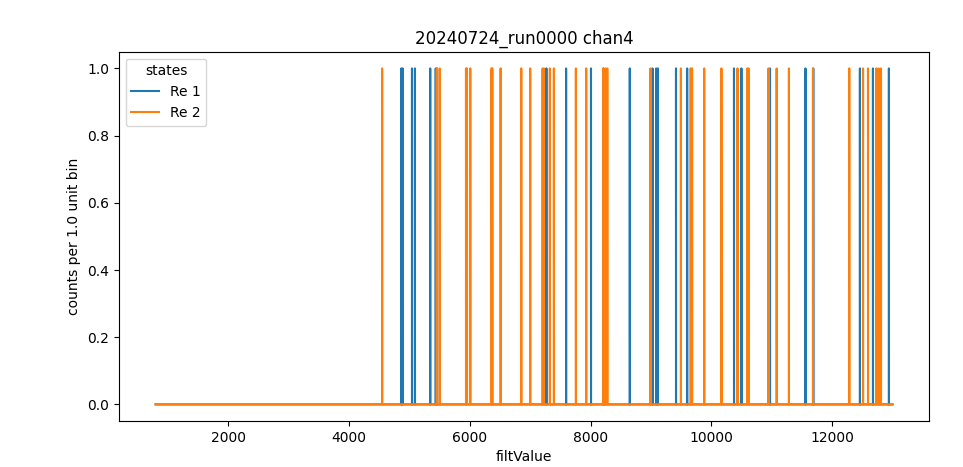 20240724_run0000 chan4
states
Re 1
Re 2
counts per 1.0 unit bin
1.0
0.8
0.6
0.4
0.2
0.0
2000 4000 6000 8000 10000 12000
filtValue